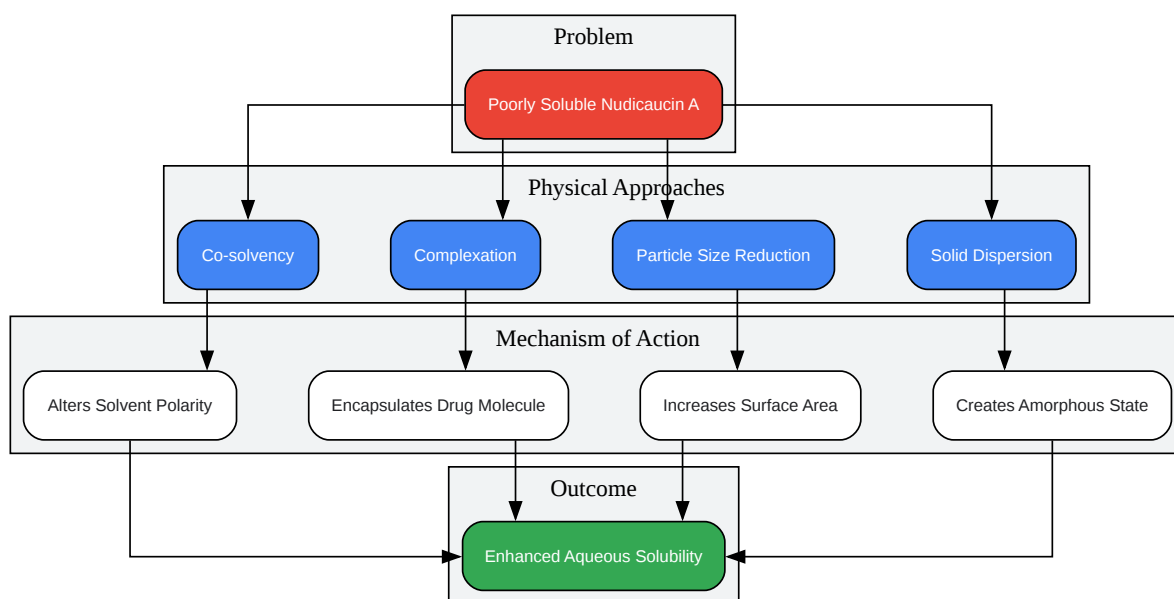 Problem
Poorly Soluble Nudicaucin A
Physical Approaches
Co-solvency
Complexation
Particle Size Reduction
Solid Dispersion
Mechanism of Action
Alters Solvent Polarity
Encapsulates Drug Molecule
Increases Surface Area
Creates Amorphous State
Outcome
Enhanced Aqueous Solubility